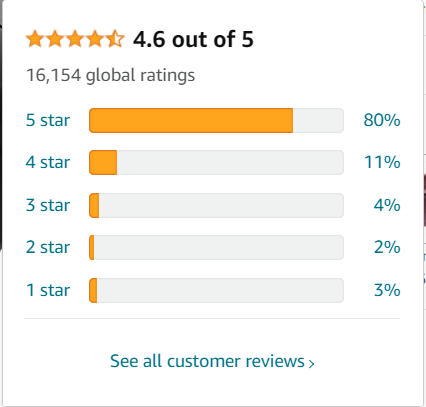 4.6 out of 5
16,154 global ratings
5 star 80%
4 star 11%
3 star 4%
2 star 2%
1 star 3%
See all customer reviews ›